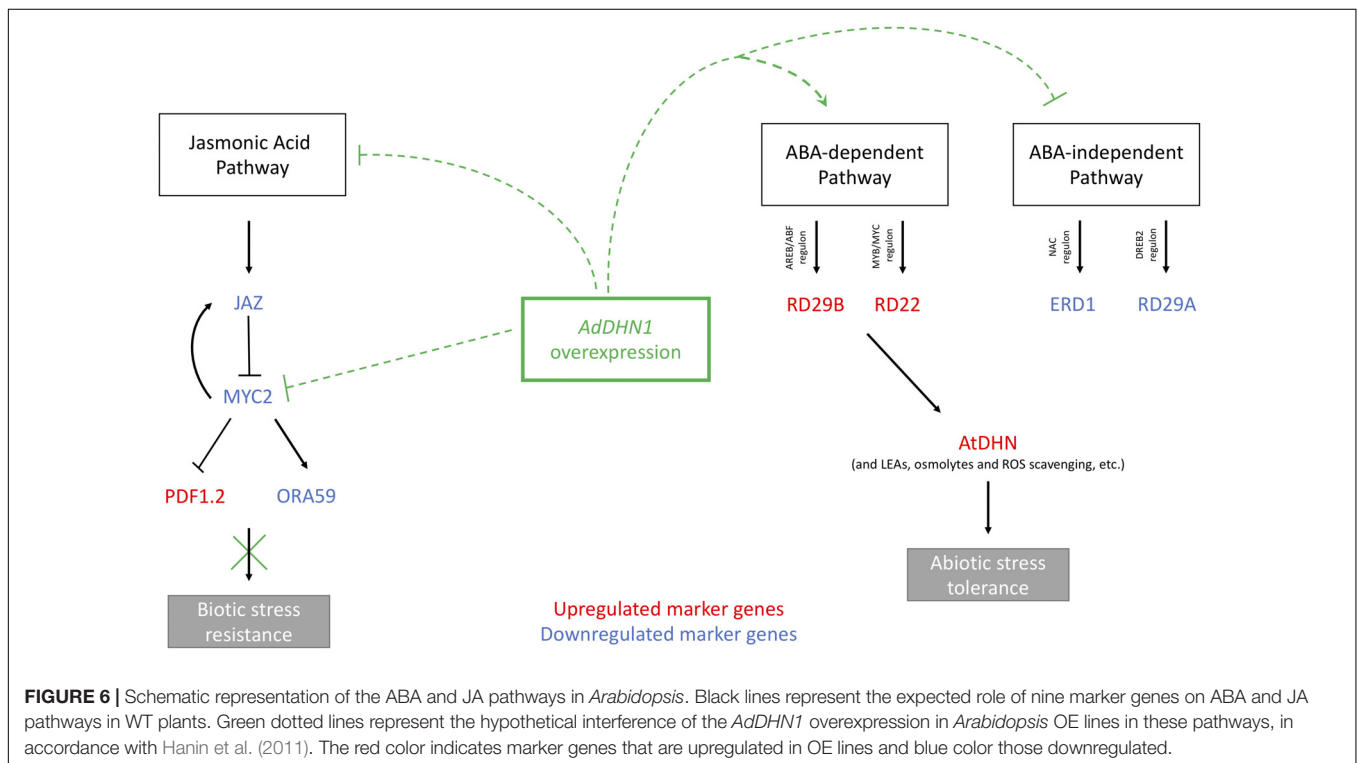 Jasmonic Acid
Pathway
JAZ
MYC2
PDF1.2
ORA59
Biotic stress
resistance
AdDHN1
overexpression
ABA-dependent
Pathway
AREB/ABF
regulon
MYB/MYC
regulon
RD29B
RD22
ABA-independent
Pathway
NAC
regulon
DREB2
regulon
ERD1
RD29A
AtDHN
(and LEAs, osmolytes and ROS scavenging, etc.)
Abiotic stress
tolerance
Upregulated marker genes
Downregulated marker genes
FIGURE 6 | Schematic representation of the ABA and JA pathways in Arabidopsis. Black lines represent the expected role of nine marker genes on ABA and JA
pathways in WT plants. Green dotted lines represent the hypothetical interference of the AdDHN1 overexpression in Arabidopsis OE lines in these pathways, in
accordance with Hanin et al. (2011). The red color indicates marker genes that are upregulated in OE lines and blue color those downregulated.